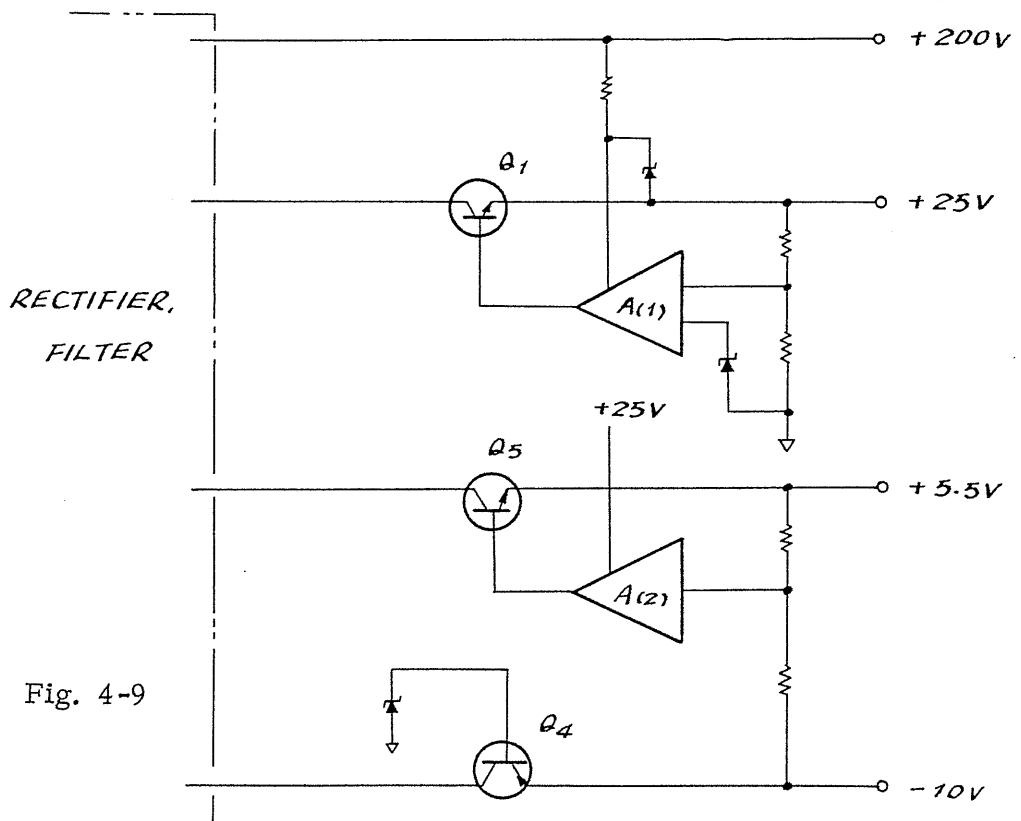 +200V
Q1
+25V
A(1)
RECTIFIER,
FILTER
+25V
Q5
+5.5V
A(2)
Fig. 4-9
Q4
-10V